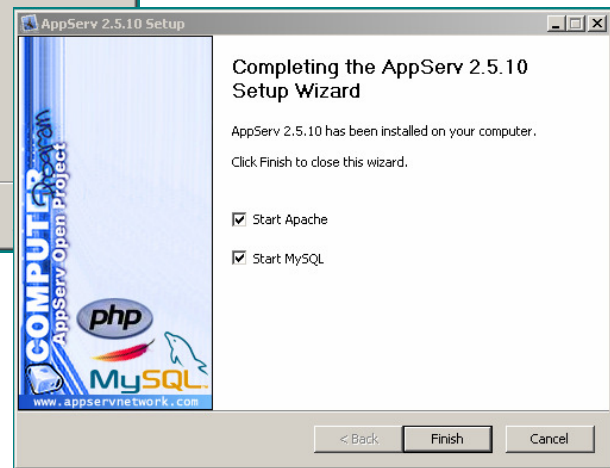 AppServ 2.5.10 Setup
Completing the AppServ 2.5.10
Setup Wizard
AppServ 2.5.10 has been installed on your computer.
Click Finish to close this wizard.
Start Apache
Start MySQL
COMPUTER
Program
AppServ Open Project
php
MySQL
www.appservnetwork.com
< Back
Finish
Cancel